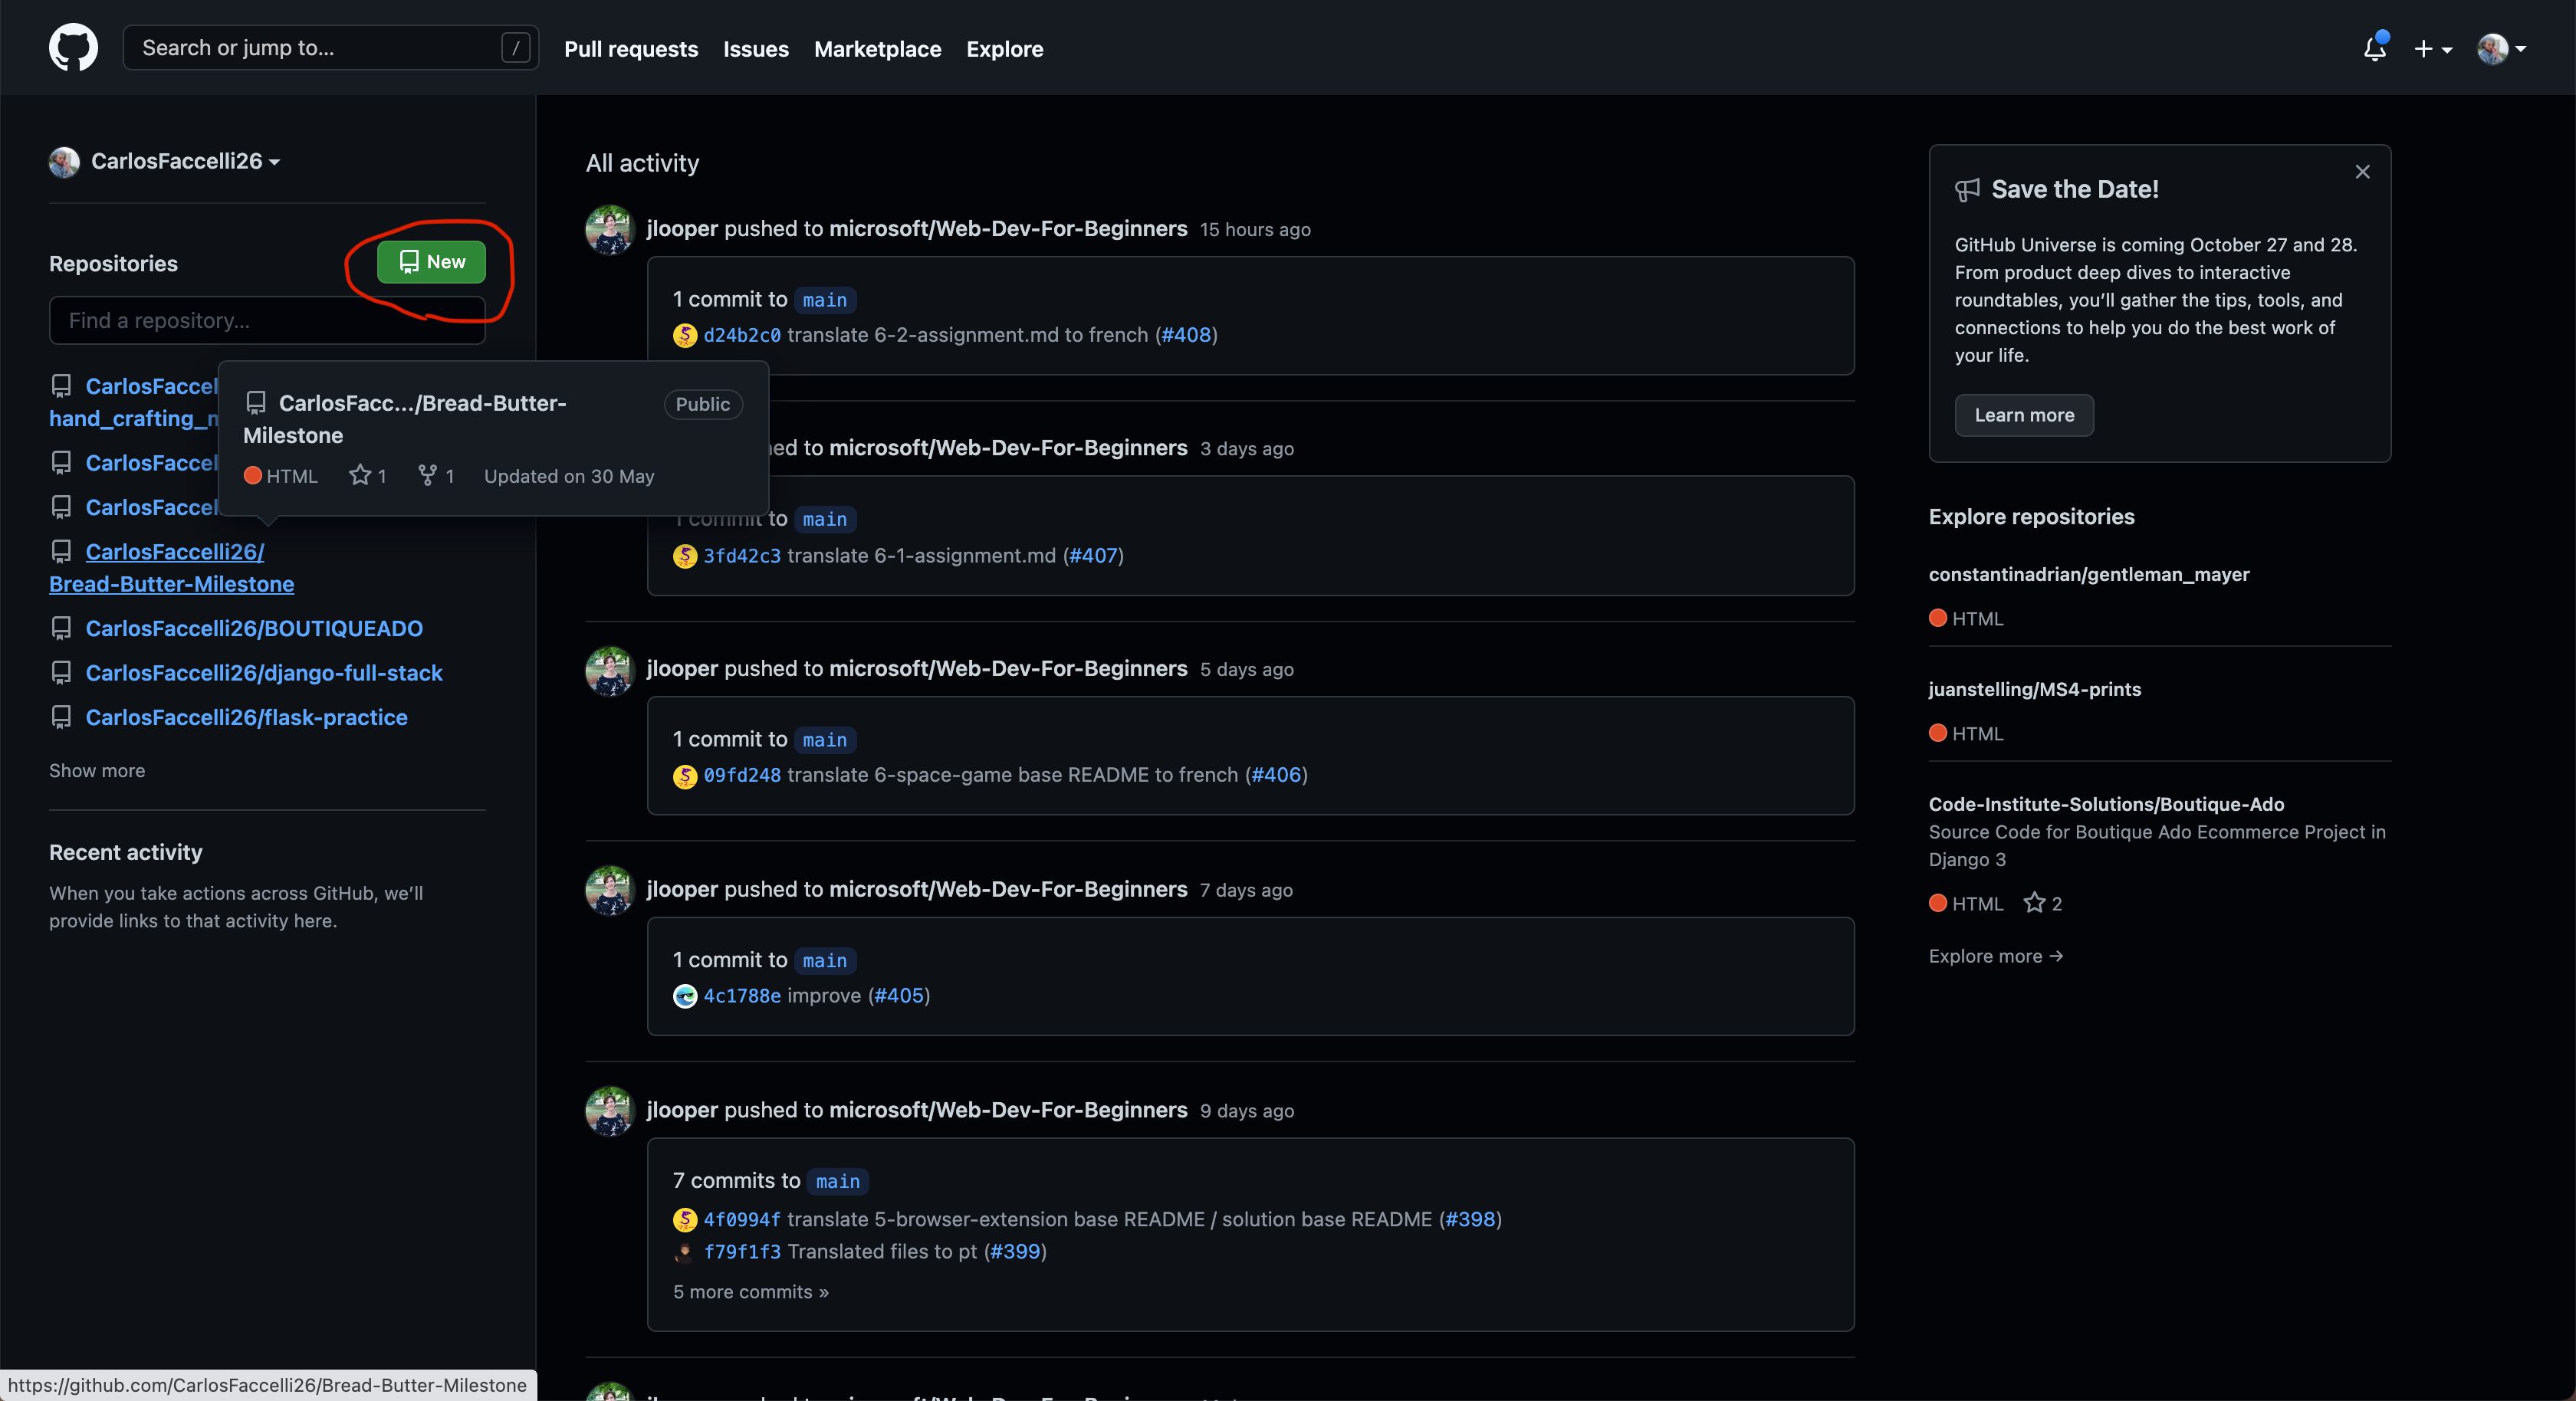 Search or jump to...
/
Pull requests
Issues
Marketplace
Explore
CarlosFaccelli26
Repositories
New
Find a repository...
CarlosFaccel
hand_crafting_
CarlosFaccel
CarlosFaccel
CarlosFacc.../Bread-Butter-
Milestone
Public
HTML
1
1
Updated on 30 May
CarlosFaccelli26/
Bread-Butter-Milestone
CarlosFaccelli26/BOUTIQUEADO
CarlosFaccelli26/django-full-stack
CarlosFaccelli26/flask-practice
Show more
Recent activity
When you take actions across GitHub, we’ll
provide links to that activity here.
https://github.com/CarlosFaccelli26/Bread-Butter-Milestone
All activity
jlooper pushed to microsoft/Web-Dev-For-Beginners 15 hours ago
1 commit to main
d24b2c0 translate 6-2-assignment.md to french (#408)
ed to microsoft/Web-Dev-For-Beginners 3 days ago
1 commit to main
3fd42c3 translate 6-1-assignment.md (#407)
jlooper pushed to microsoft/Web-Dev-For-Beginners 5 days ago
1 commit to main
09fd248 translate 6-space-game base README to french (#406)
jlooper pushed to microsoft/Web-Dev-For-Beginners 7 days ago
1 commit to main
4c1788e improve (#405)
jlooper pushed to microsoft/Web-Dev-For-Beginners 9 days ago
7 commits to main
4f0994f translate 5-browser-extension base README / solution base README (#398)
f79f1f3 Translated files to pt (#399)
5 more commits »
Save the Date!
GitHub Universe is coming October 27 and 28.
From product deep dives to interactive
roundtables, you’ll gather the tips, tools, and
connections to help you do the best work of
your life.
Learn more
Explore repositories
constantinadrian/gentleman_mayer
HTML
juanstelling/MS4-prints
HTML
Code-Institute-Solutions/Boutique-Ado
Source Code for Boutique Ado Ecommerce Project in
Django 3
HTML
2
Explore more →